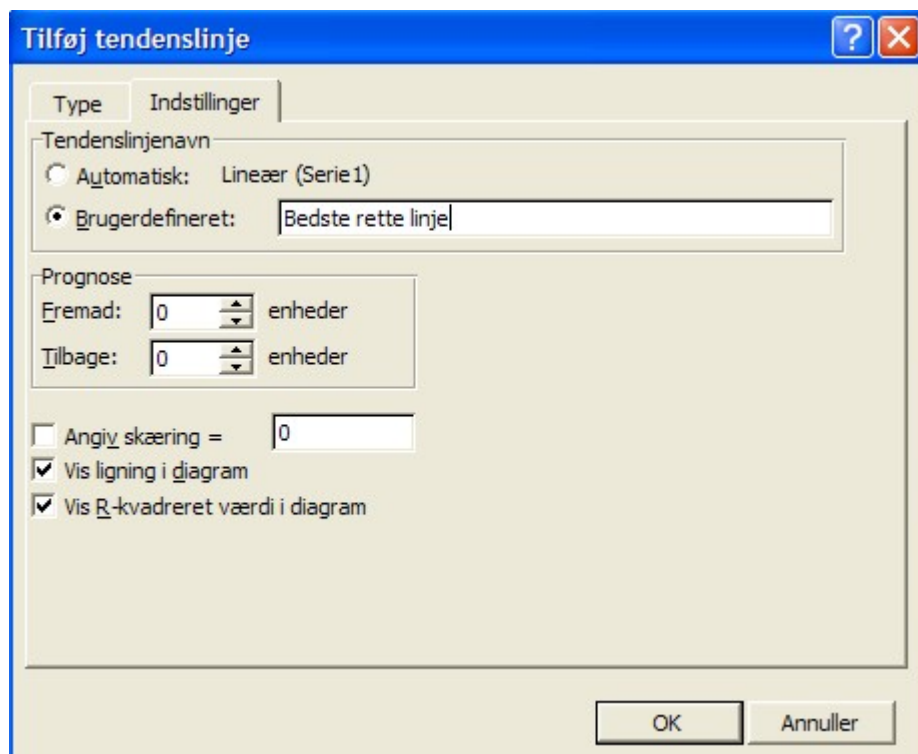 Tilføj tendenslinje
Type Indstillinger
Tendenslinjenavn
Automatisk: Lineær (Serie1)
Brugerdefineret: Bedste rette linje
Prognose
Fremad: 0 enheder
Tilbage: 0 enheder
Angiv skæring = 0
Vis ligning i diagram
Vis R-kvadreret værdi i diagram
OK Annuller